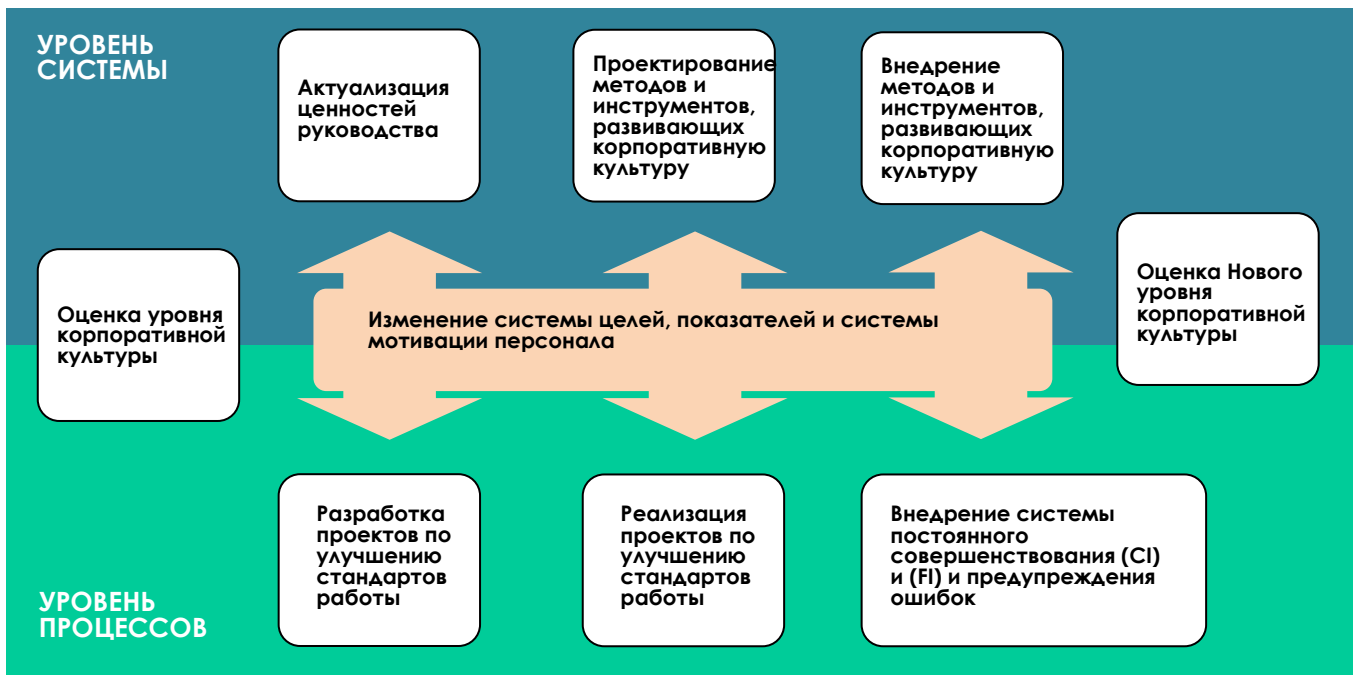 УРОВЕНЬ
СИСТЕМЫ
Актуализация
ценностей
руководства
Проектирование
методов и
инструментов,
развивающих
корпоративную
культуру
Внедрение
методов и
инструментов,
развивающих
корпоративную
культуру
Оценка уровня
корпоративной
культуры
Изменение системы целей, показателей и системы
мотивации персонала
Оценка Нового
уровня
корпоративной
культуры
Разработка
проектов по
улучшению
стандартов
работы
Реализация
проектов по
улучшению
стандартов
работы
Внедрение системы
постоянного
совершенствования (CI)
и (FI) и предупреждения
ошибок
УРОВЕНЬ
ПРОЦЕССОВ